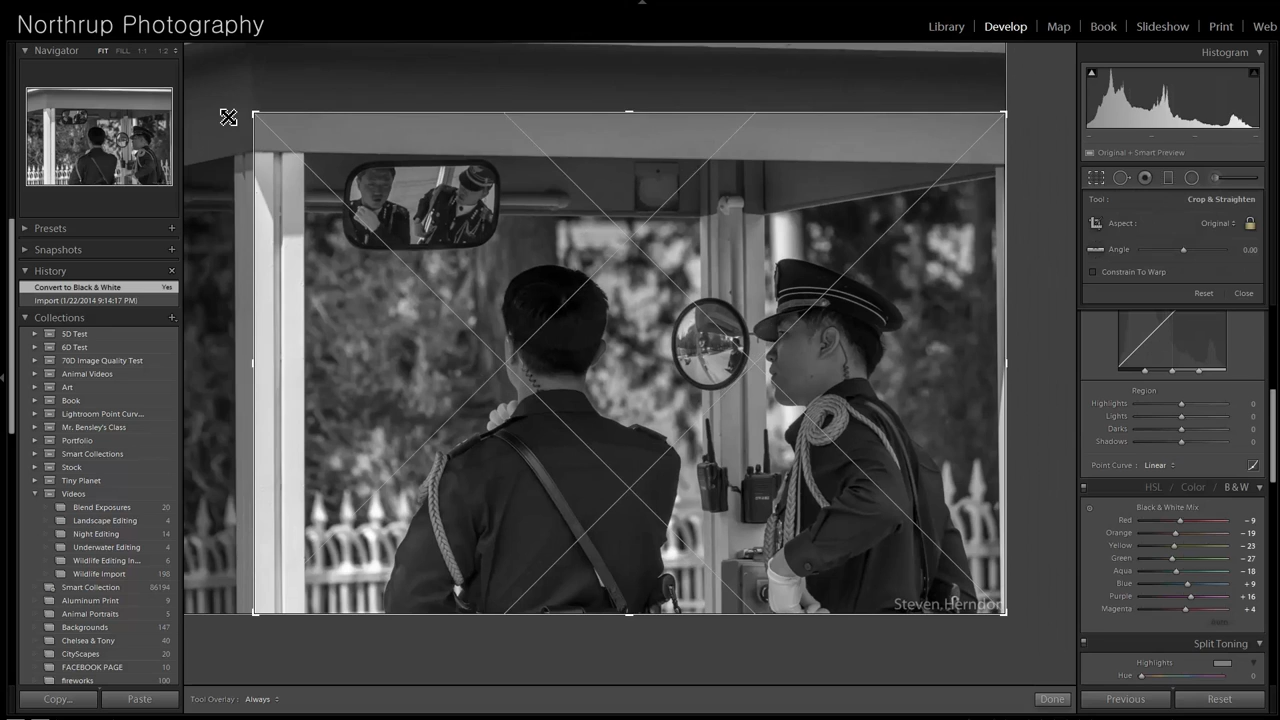 Northrup Photography
Library | Develop | Map | Book | Slideshow | Print | Web
Navigator FIT FILL 1:1 1:2
Presets
Snapshots
History
Convert to Black & White Yes
Import (1/22/2014 9:14:17 PM)
Collections
5D Test
6D Test
70D Image Quality Test
Animal Videos
Art
Book
Lightroom Point Curv...
Mr. Bensley's Class
Portfolio
Smart Collections
Stock
Tiny Planet
Videos
Blend Exposures 20
Landscape Editing 4
Night Editing 14
Underwater Editing 4
Wildlife Editing In... 6
Wildlife Import 198
Smart Collection 86194
Aluminum Print 9
Animal Portraits 5
Backgrounds 147
Chelsea & Tony 40
CityScapes 20
FACEBOOK PAGE 10
fireworks 100
Copy... Paste
Steven Herndon
Tool Overlay: Always
Done
Histogram
Original + Smart Preview
Tool : Crop & Straighten
Aspect : Original
Angle 0.00
Constrain To Warp
Reset Close
Region
Highlights 0
Lights 0
Darks 0
Shadows 0
Point Curve : Linear
HSL / Color / B & W
Black & White Mix
Red – 9
Orange – 19
Yellow – 23
Green – 27
Aqua – 18
Blue + 9
Purple + 16
Magenta + 4
Auto
Split Toning
Highlights
Hue 0
Previous Reset